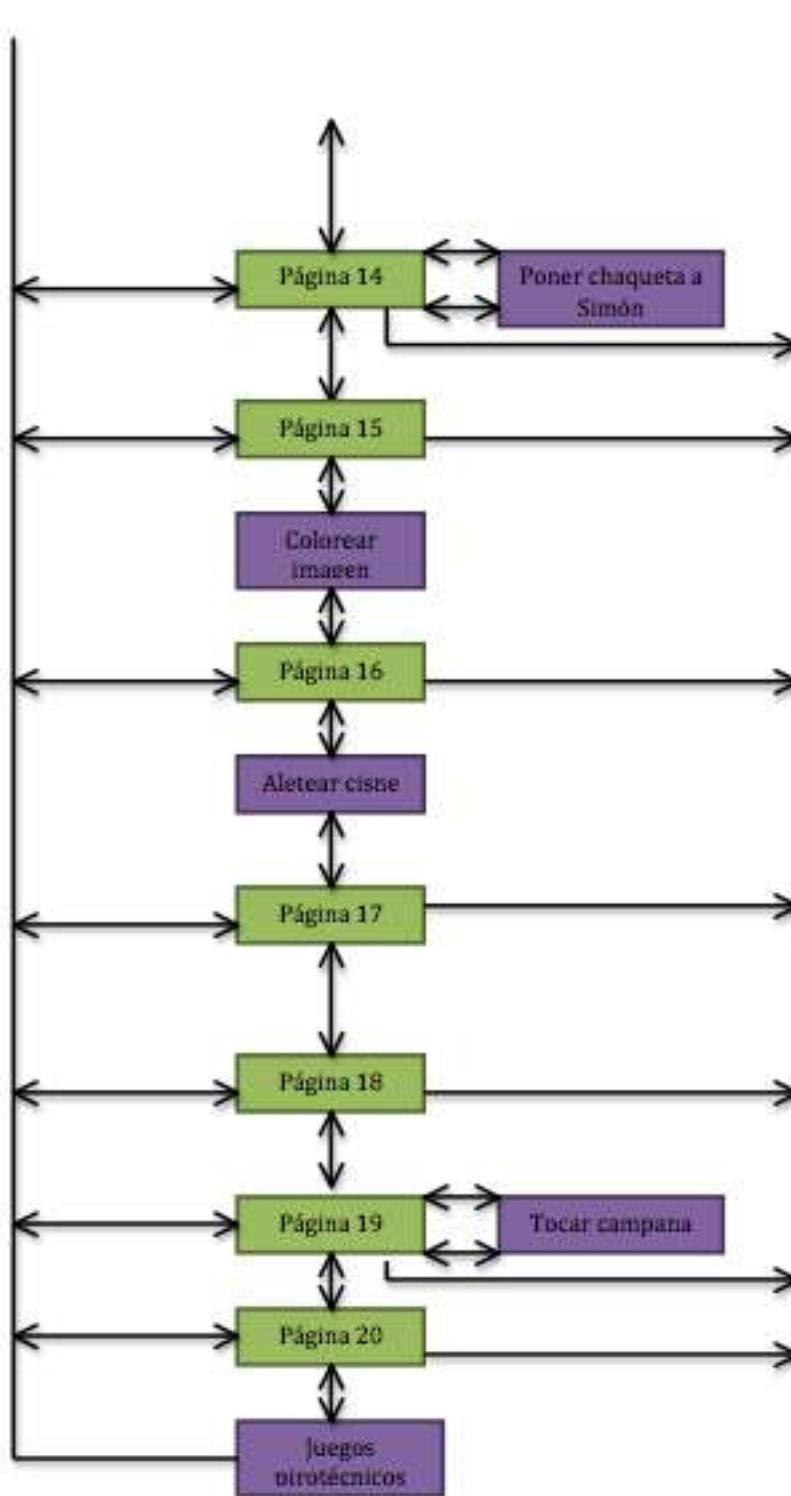 Página 14
Poner chaqueta a
Simón
Página 15
Colorear
imagen
Página 16
Aletear cisne
Página 17
Página 18
Página 19
Tocar campana
Página 20
Juegos
pirotécnicos